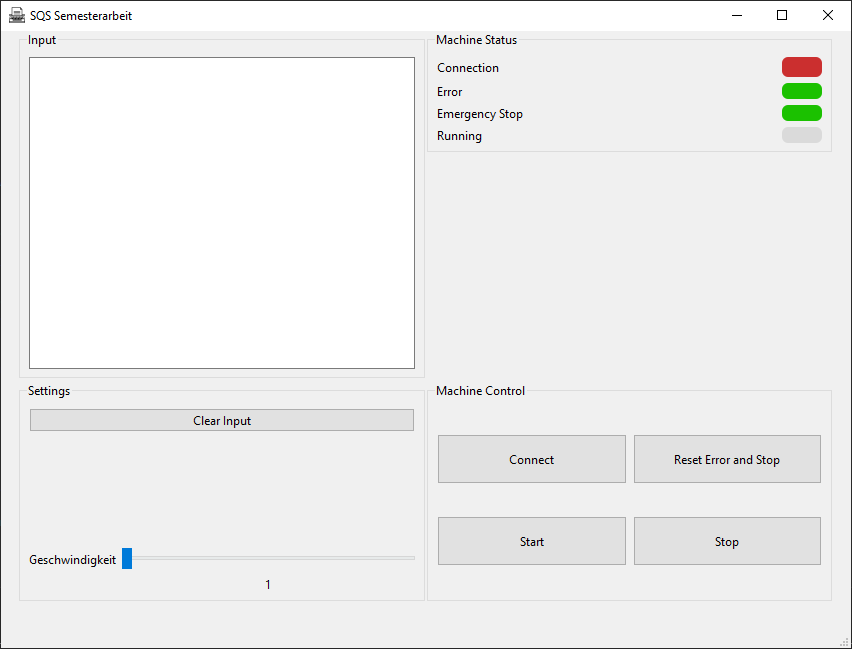 SQS Semesterarbeit
Input
Machine Status
Connection
Error
Emergency Stop
Running
Settings
Clear Input
Geschwindigkeit
1
Machine Control
Connect
Reset Error and Stop
Start
Stop